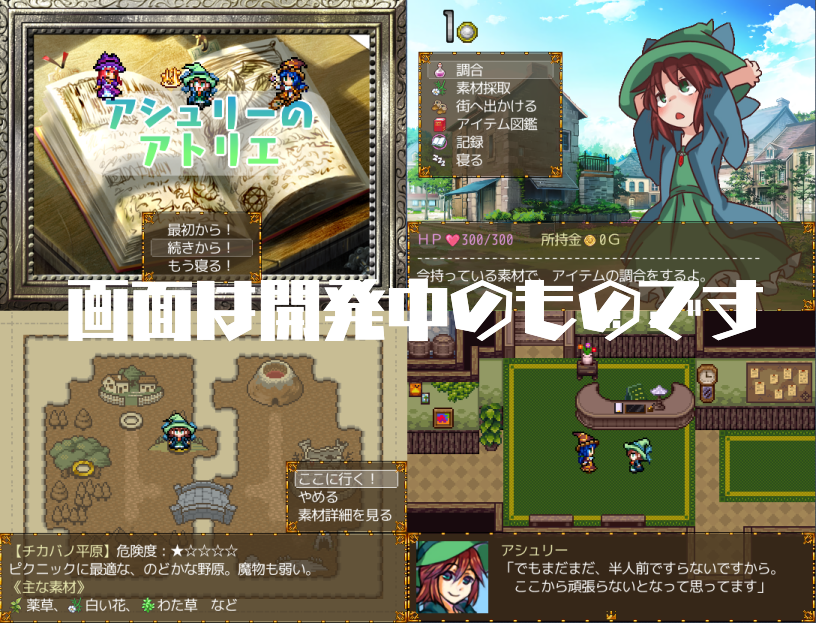 アシュリーの
アトリエ
最初から！
続きから！
もう寝る！
1
調合
素材採取
街へ出かける
アイテム図鑑
記録
寝る
ＨＰ300/300 所持金0Ｇ
今持っている素材で、アイテムの調合をするよ。
画面は開発中のものです
ここに行く！
やめる
素材詳細を見る
【チカバノ平原】危険度：★☆☆☆☆
ピクニックに最適な、のどかな野原。魔物も弱い。
《主な素材》
薬草、白い花、わた草 など
アシュリー
「でもまだまだ、半人前ですらないですから。
ここから頑張らないとなって思ってます」